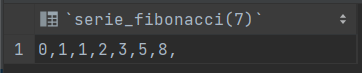 `serie_fibonacci(7)`
1 0,1,1,2,3,5,8,